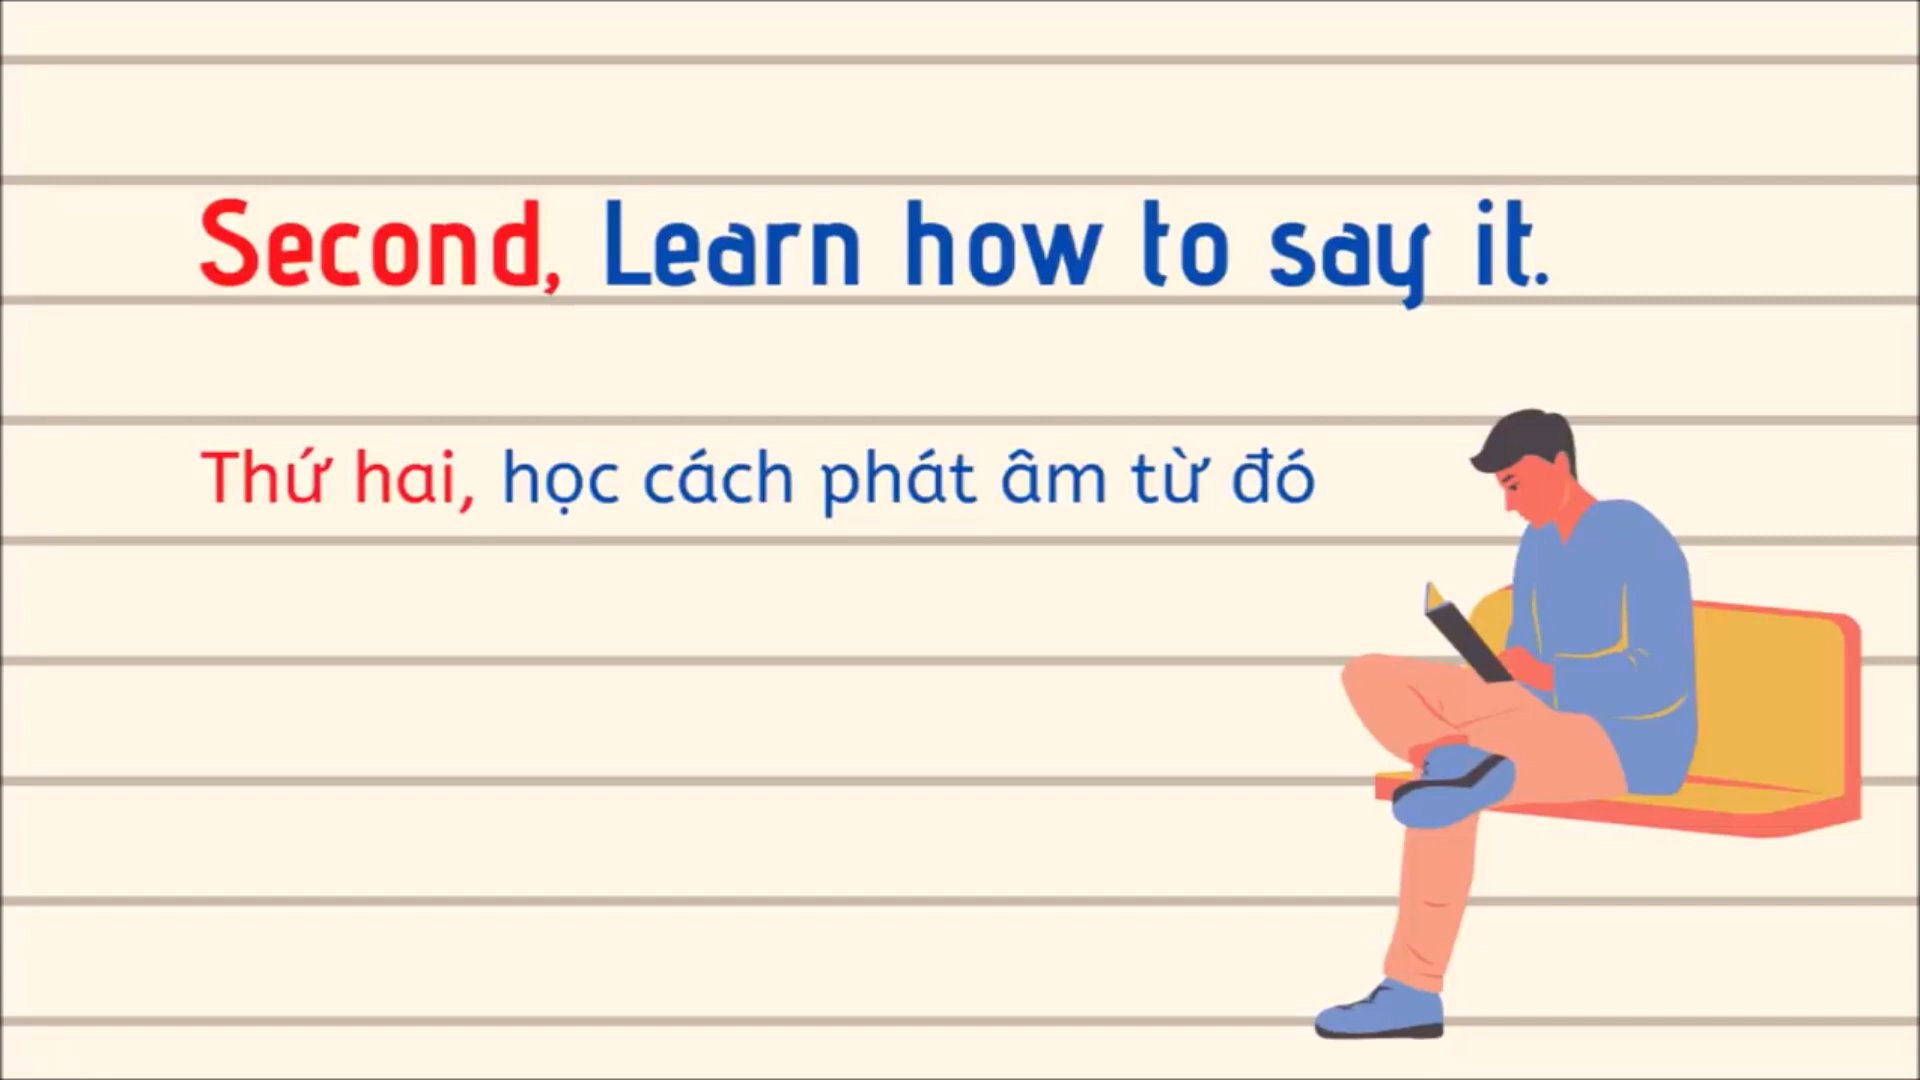 Second, Learn how to say it.
Thứ hai, học cách phát âm từ đó